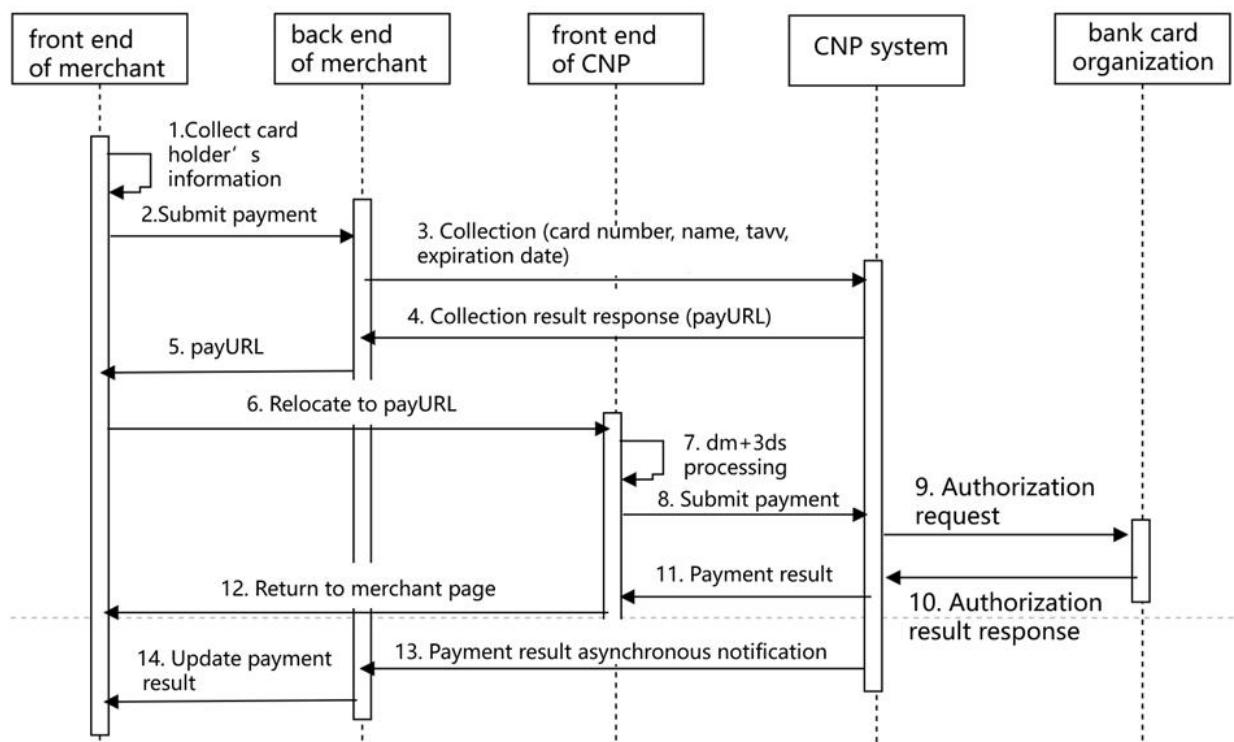 front end
of merchant
back end
of merchant
front end
of CNP
CNP system
bank card
organization
1.Collect card
holder’s
information
2.Submit payment
3. Collection (card number, name, tavv,
expiration date)
4. Collection result response (payURL)
5. payURL
6. Relocate to payURL
7. dm+3ds
processing
8. Submit payment
9. Authorization
request
10. Authorization
result response
11. Payment result
12. Return to merchant page
13. Payment result asynchronous notification
14. Update payment
result